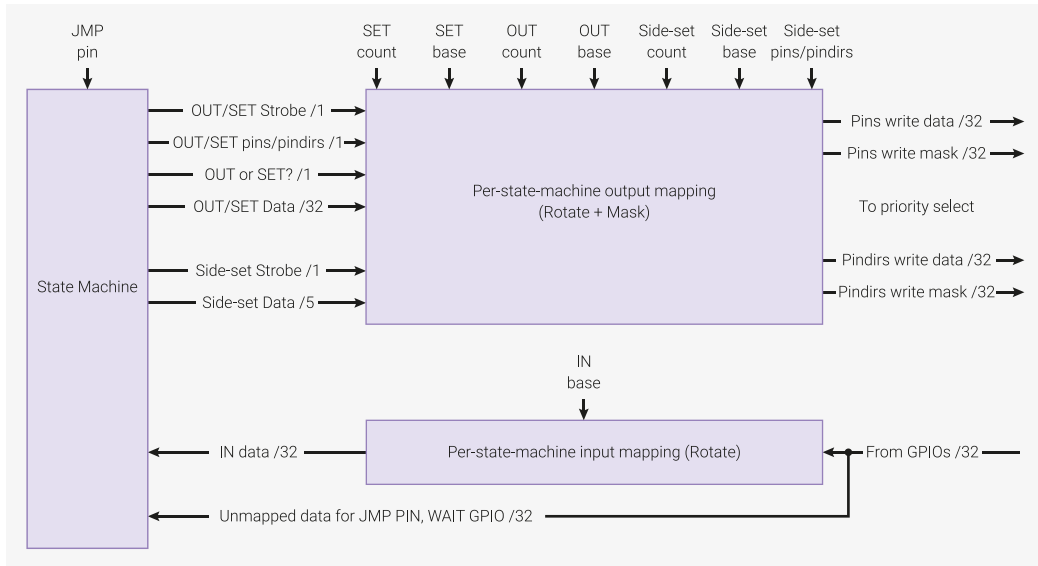 JMP
pin
SET
count
SET
base
OUT
count
OUT
base
Side-set
count
Side-set
base
Side-set
pins/pindirs
OUT/SET Strobe /1
OUT/SET pins/pindirs /1
OUT or SET? /1
OUT/SET Data /32
Side-set Strobe /1
Side-set Data /5
State Machine
Per-state-machine output mapping
(Rotate + Mask)
Pins write data /32
Pins write mask /32
To priority select
Pindirs write data /32
Pindirs write mask /32
IN
base
IN data /32
Per-state-machine input mapping (Rotate)
From GPIOs /32
Unmapped data for JMP PIN, WAIT GPIO /32